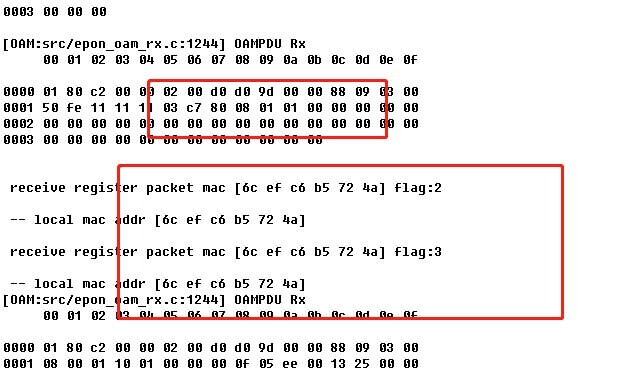 0003 00 00 00
[OAM:src/epon_oam_rx.c:1244] OAMPDU Rx
00 01 02 03 04 05 06 07 08 09 0a 0b 0c 0d 0e 0f
0000 01 80 c2 00 00 02 00 d0 d0 9d 00 00 88 09 03 00
0001 50 fe 11 11 11 03 c7 80 08 01 01 00 00 00 00 00
0002 00 00 00 00 00 00 00 00 00 00 00 00 00 00 00 00
0003 00 00 00 00 00 00 00 00 00 00 00 00
receive register packet mac [6c ef c6 b5 72 4a] flag:2
-- local mac addr [6c ef c6 b5 72 4a]
receive register packet mac [6c ef c6 b5 72 4a] flag:3
-- local mac addr [6c ef c6 b5 72 4a]
[OAM:src/epon_oam_rx.c:1244] OAMPDU Rx
00 01 02 03 04 05 06 07 08 09 0a 0b 0c 0d 0e 0f
0000 01 80 c2 00 00 02 00 d0 d0 9d 00 00 88 09 03 00
0001 08 00 01 10 01 00 00 00 0f 05 ee 00 13 25 00 00